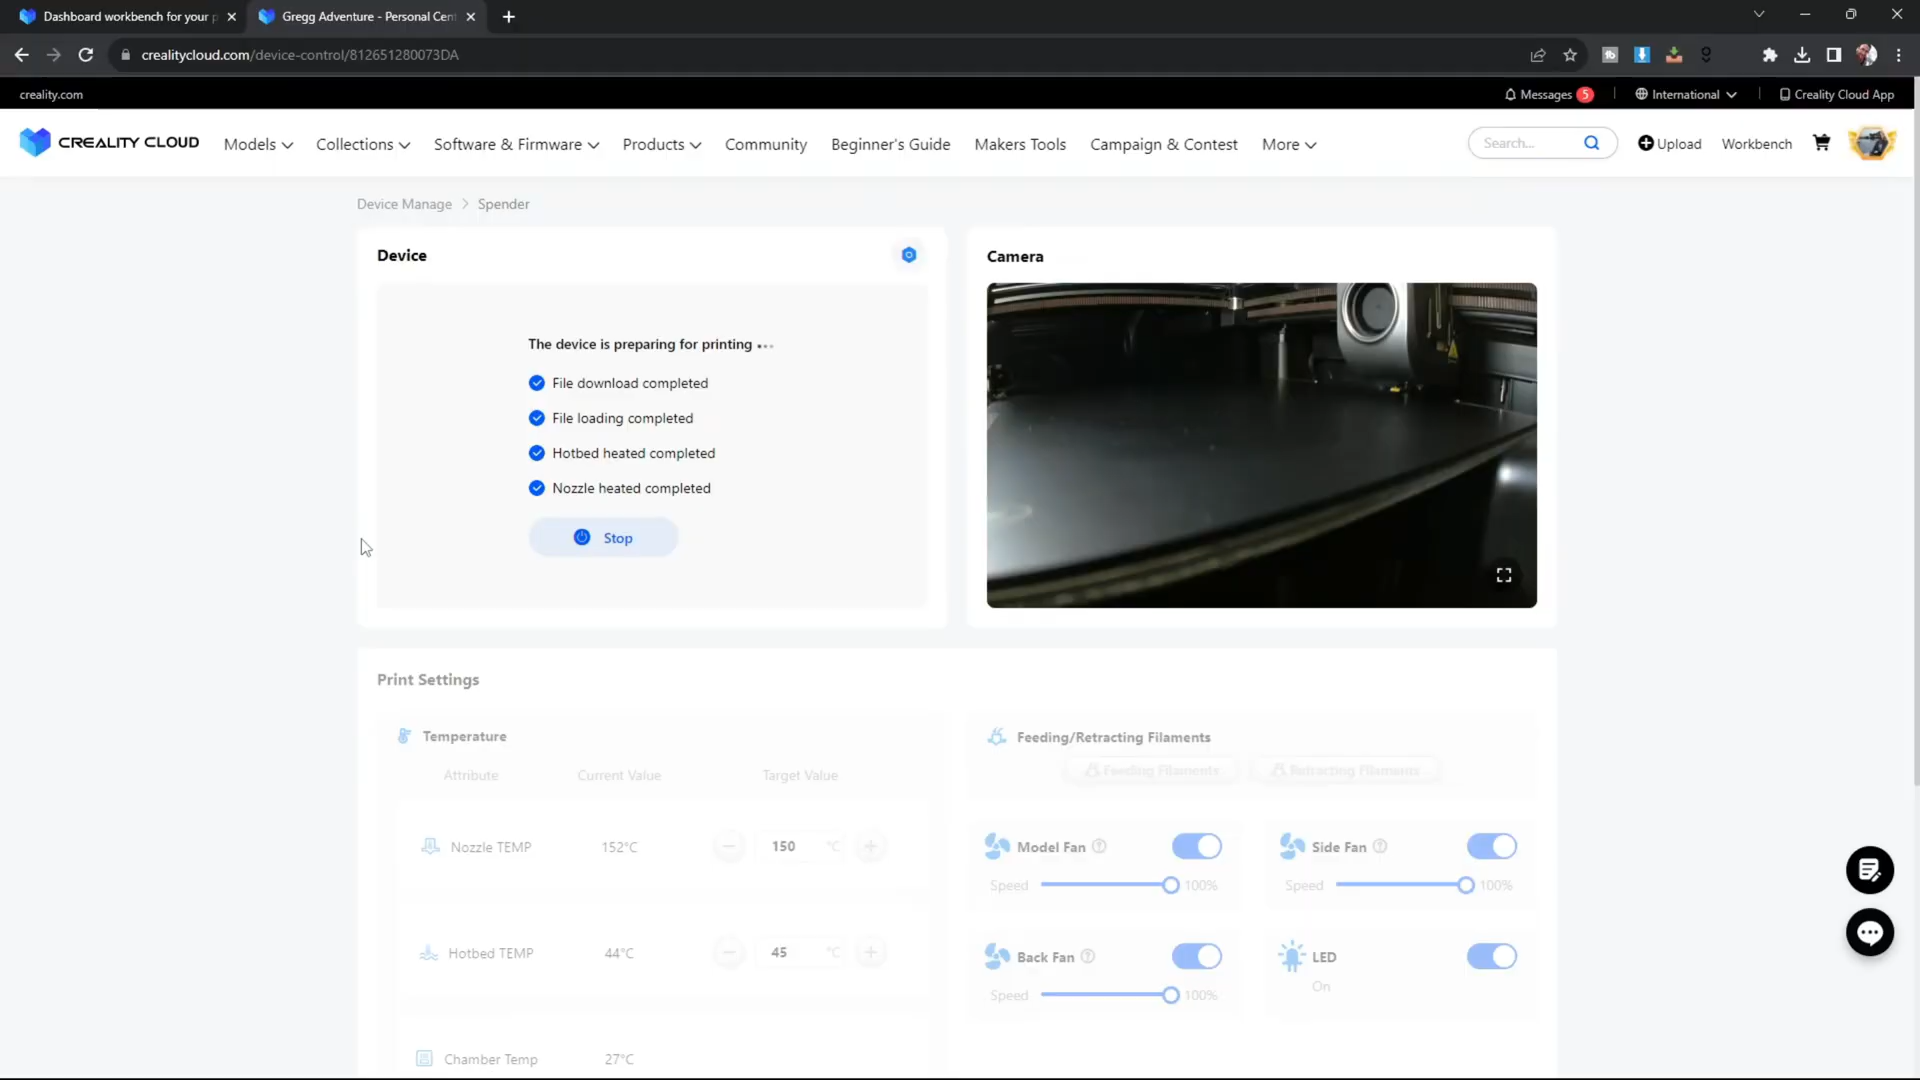 Dashboard workbench for your p
Gregg Adventure - Personal Cent
crealitycloud.com/device-control/812651280073DA
creality.com
Messages 5
International
Creality Cloud App
CREALITY CLOUD
Models
Collections
Software & Firmware
Products
Community
Beginner's Guide
Makers Tools
Campaign & Contest
More
Search...
Upload
Workbench
Device Manage > Spender
Device
The device is preparing for printing
File download completed
File loading completed
Hotbed heated completed
Nozzle heated completed
Stop
Camera
Print Settings
Temperature
Attribute
Current Value
Target Value
Nozzle TEMP
152°C
150 °C
Hotbed TEMP
44°C
45 °C
Chamber Temp
27°C
Feeding/Retracting Filaments
Feeding Filaments
Retracting Filaments
Model Fan
Speed
100%
Side Fan
Speed
100%
Back Fan
Speed
100%
LED
On